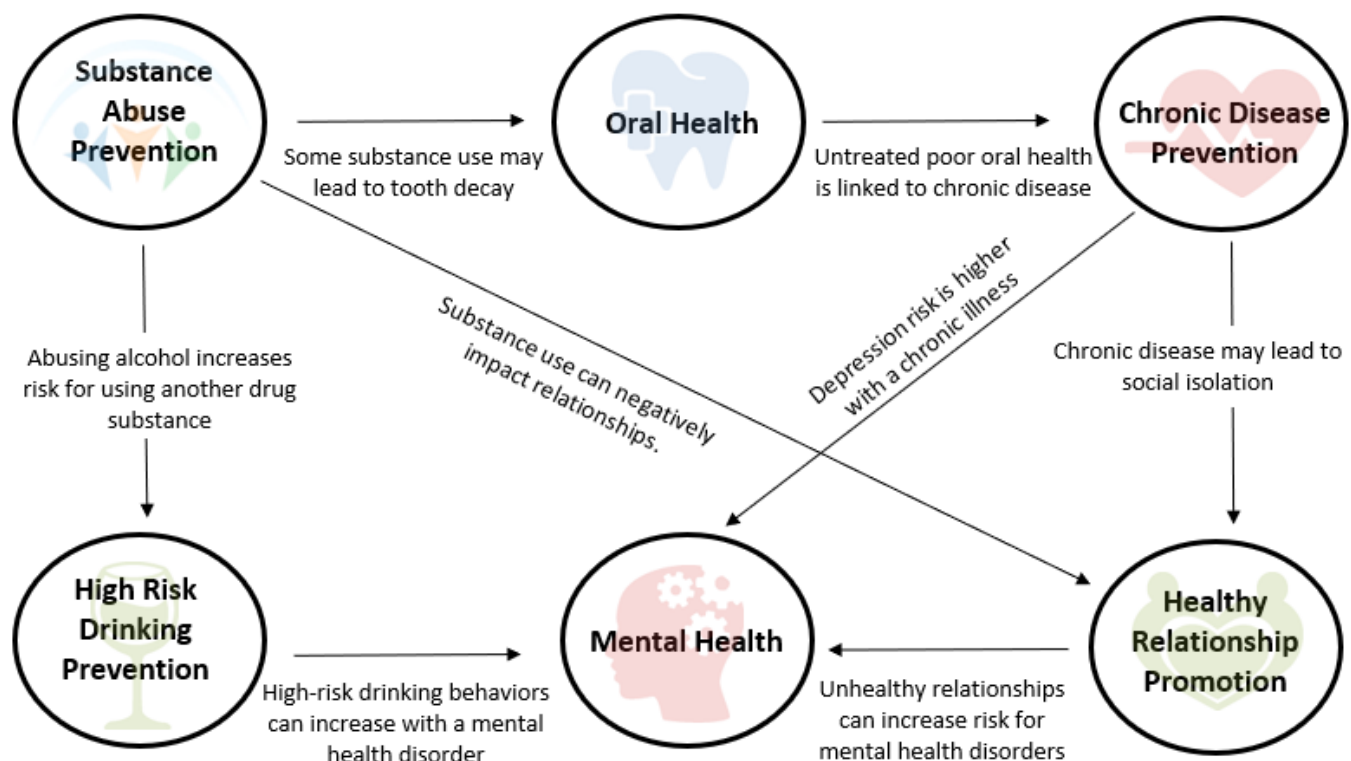 Substance
Abuse
Prevention
Oral Health
Chronic Disease
Prevention
Some substance use may
lead to tooth decay
Untreated poor oral health
is linked to chronic disease
Abusing alcohol increases
risk for using another drug
substance
Substance use can negatively
impact relationships.
Depression risk is higher
with a chronic illness
Chronic disease may lead to
social isolation
High Risk
Drinking
Prevention
Mental Health
Healthy
Relationship
Promotion
High-risk drinking behaviors
can increase with a mental
health disorder
Unhealthy relationships
can increase risk for
mental health disorders